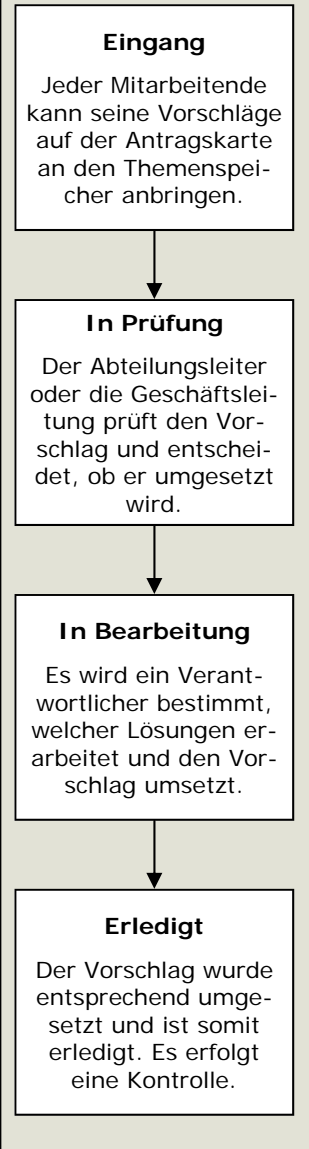 Eingang
Jeder Mitarbeitende
kann seine Vorschläge
auf der Antragskarte
an den Themenspei-
cher anbringen.
In Prüfung
Der Abteilungsleiter
oder die Geschäftslei-
tung prüft den Vor-
schlag und entschei-
det, ob er umgesetzt
wird.
In Bearbeitung
Es wird ein Verant-
wortlicher bestimmt,
welcher Lösungen er-
arbeitet und den Vor-
schlag umsetzt.
Erledigt
Der Vorschlag wurde
entsprechend umge-
setzt und ist somit
erledigt. Es erfolgt
eine Kontrolle.